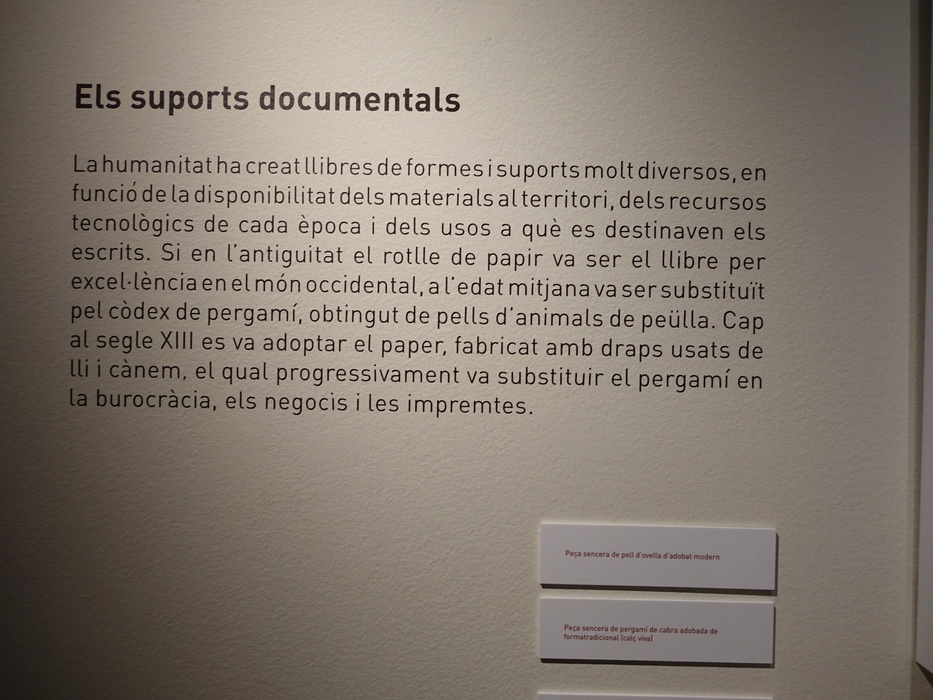 Els suports documentals
La humanitat ha creat llibres de formes i suports molt diversos, en
funció de la disponibilitat dels materials al territori, dels recursos
tecnològics de cada època i dels usos a què es destinaven els
escrits. Si en l'antiguitat el rotlle de papir va ser el llibre per
excel·lència en el món occidental, a l'edat mitjana va ser substituït
pel còdex de pergamí, obtingut de pells d'animals de peülla. Cap
al segle XIII es va adoptar el paper, fabricat amb draps usats de
lli i cànem, el qual progressivament va substituir el pergamí en
la burocràcia, els negocis i les impremtes.
Peça sencera de pell d'ovella d'adobat modern
Peça sencera de pergamí de cabra adobada de
formatradicional (calç viva)